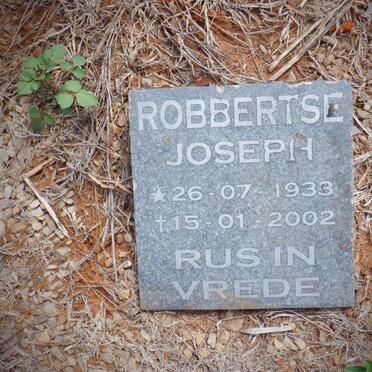 ROBBERTSE
JOSEPH
★26-07-1933
†15-01-2002
RUS IN
VREDE